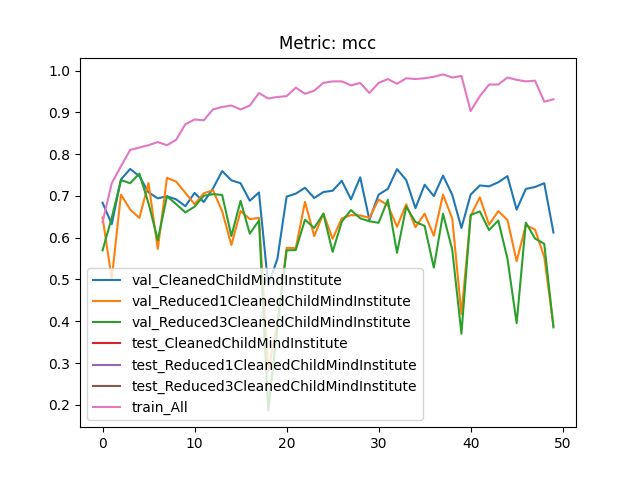 Metric: mcc
1.0
0.9
0.8
0.7
0.6
0.5
0.4
0.3
0.2
val_CleanedChildMindInstitute
val_Reduced1CleanedChildMindInstitute
val_Reduced3CleanedChildMindInstitute
test_CleanedChildMindInstitute
test_Reduced1CleanedChildMindInstitute
test_Reduced3CleanedChildMindInstitute
train_All
0 10 20 30 40 50